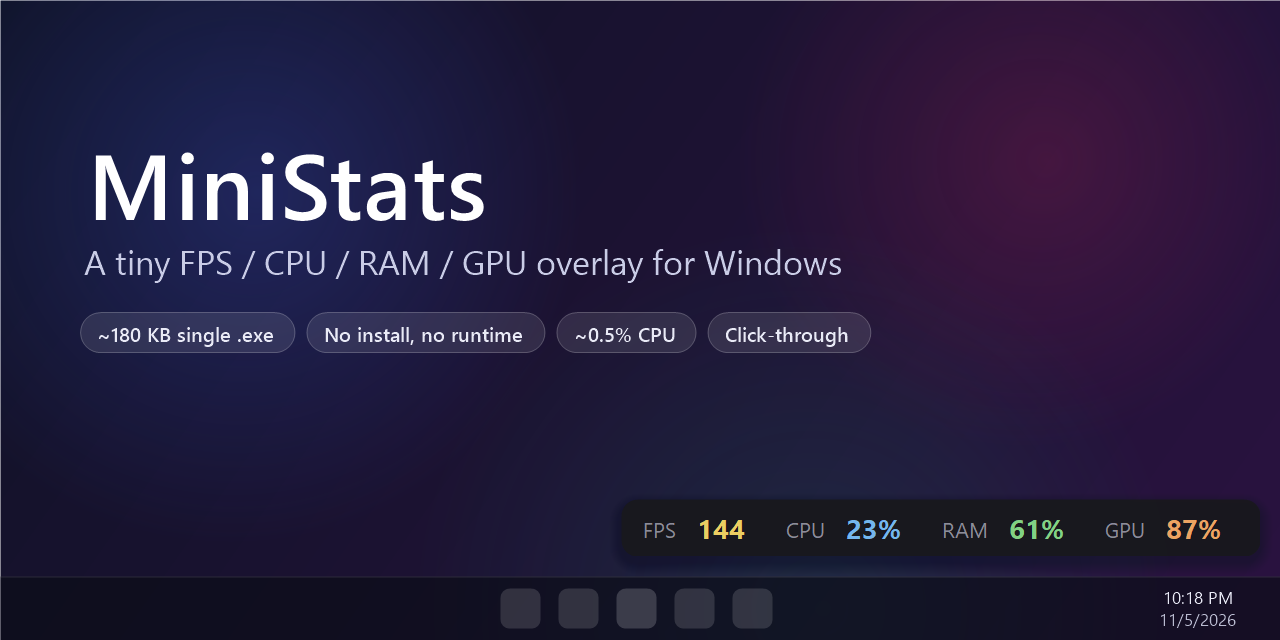 MiniStats
A tiny FPS / CPU / RAM / GPU overlay for Windows
~180 KB single .exe No install, no runtime ~0.5% CPU Click-through
FPS 144 CPU 23% RAM 61% GPU 87%
10:18 PM
11/5/2026